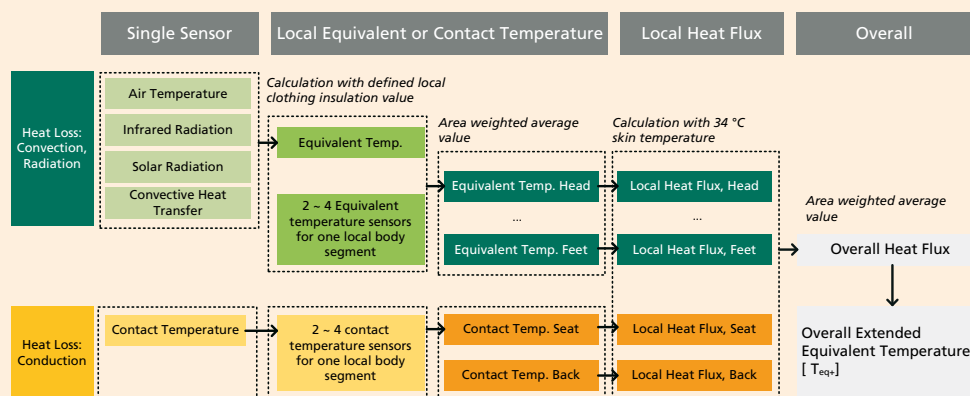 Single Sensor
Local Equivalent or Contact Temperature
Local Heat Flux
Overall
Heat Loss:
Convection,
Radiation
Air Temperature
Infrared Radiation
Solar Radiation
Convective Heat
Transfer
Calculation with defined local
clothing insulation value
Equivalent Temp.
2 ~ 4 Equivalent
temperature sensors
for one local body
segment
Area weighted average
value
Equivalent Temp. Head
...
Equivalent Temp. Feet
Calculation with 34 °C
skin temperature
Local Heat Flux, Head
...
Local Heat Flux, Feet
Area weighted average
value
Overall Heat Flux
Heat Loss:
Conduction
Contact Temperature
2 ~ 4 contact
temperature sensors
for one local body
segment
Contact Temp. Seat
Contact Temp. Back
Local Heat Flux, Seat
Local Heat Flux, Back
Overall Extended
Equivalent Temperature
[ Teq+]